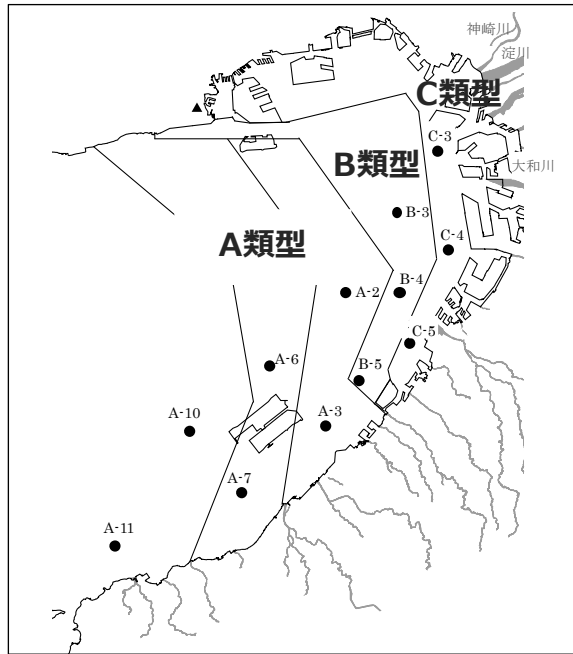 神崎川
淀川
C類型
C-3
大和川
B類型
B-3
A類型
C-4
A-2
B-4
C-5
A-6
B-5
A-10
A-3
A-7
A-11